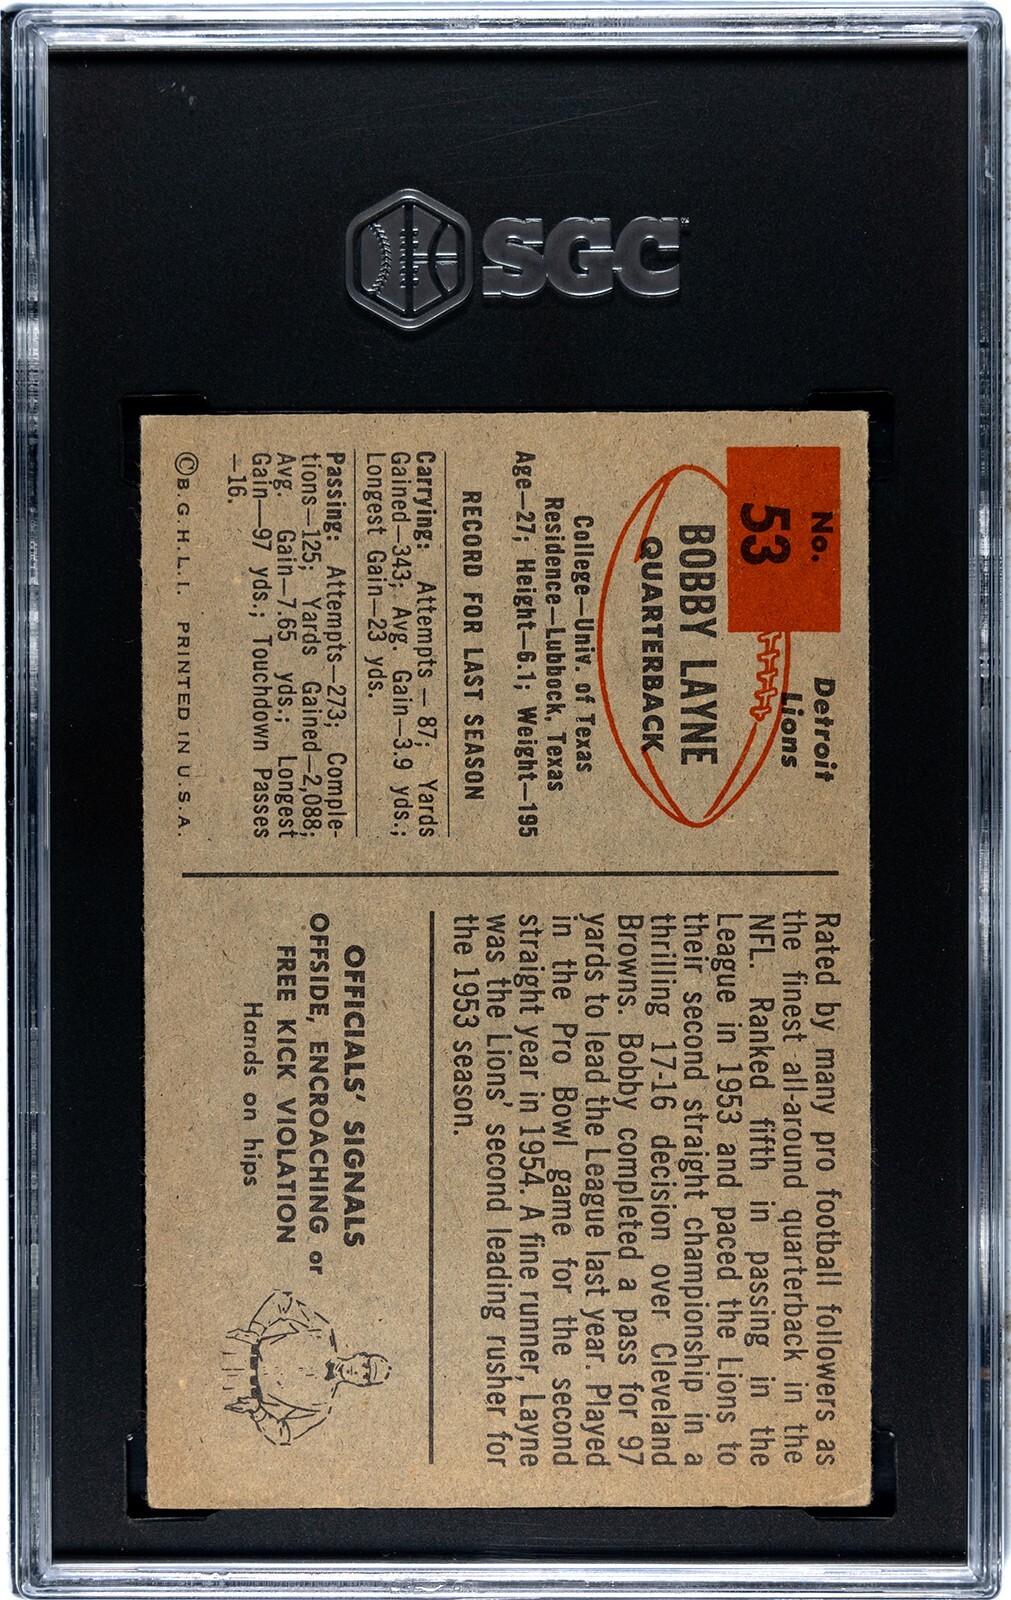 SGC
No.
53
Detroit
Lions
BOBBY LAYNE
QUARTERBACK
College—Univ. of Texas
Residence—Lubbock, Texas
Age—27; Height—6.1; Weight—195
RECORD FOR LAST SEASON
Carrying: Attempts — 87; Yards
Gained—343; Avg. Gain—3.9 yds.;
Longest Gain—23 yds.
Passing: Attempts—273; Comple-
tions—125; Yards Gained—2,088;
Avg. Gain—7.65 yds.; Longest
Gain—97 yds.; Touchdown Passes
—16.
©B.G.H.L.I. PRINTED IN U.S.A.
Rated by many pro football followers as
the finest all-around quarterback in the
NFL. Ranked fifth in passing in the
League in 1953 and paced the Lions to
their second straight championship in a
thrilling 17-16 decision over Cleveland
Browns. Bobby completed a pass for 97
yards to lead the League last year. Played
in the Pro Bowl game for the second
straight year in 1954. A fine runner, Layne
was the Lions' second leading rusher for
the 1953 season.
OFFICIALS' SIGNALS
OFFSIDE, ENCROACHING or
FREE KICK VIOLATION
Hands on hips